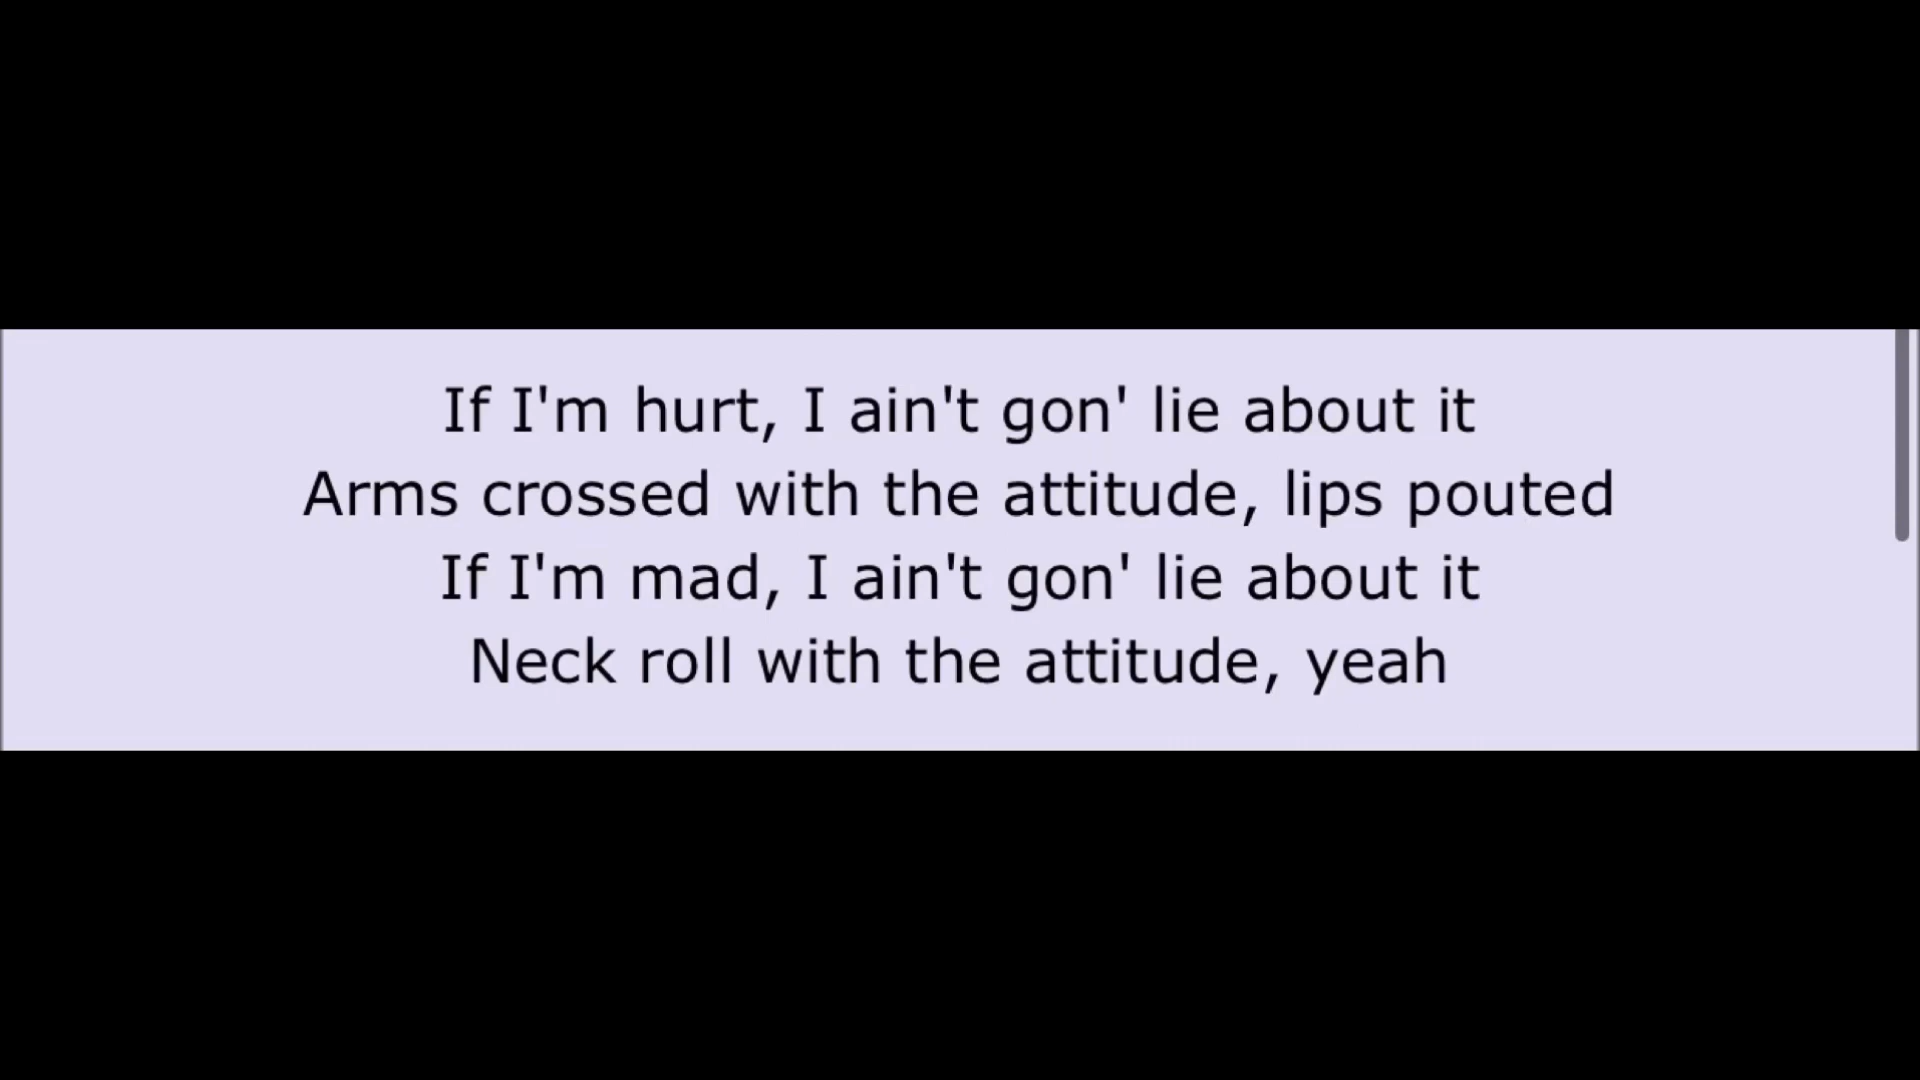 If I'm hurt, I ain't gon' lie about it
Arms crossed with the attitude, lips pouted
If I'm mad, I ain't gon' lie about it
Neck roll with the attitude, yeah